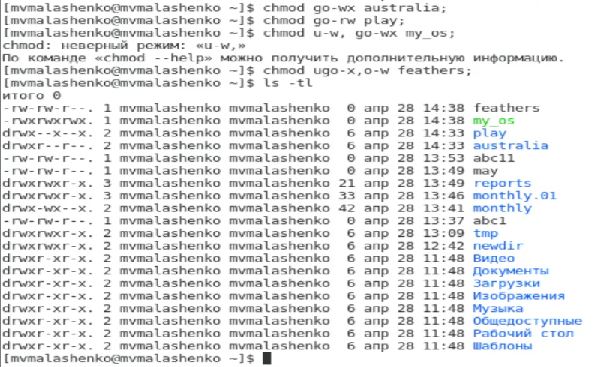 [mvmalashenko@mvmalashenko ~]$ chmod go-wx australia;
[mvmalashenko@mvmalashenko ~]$ chmod go-rw play;
[mvmalashenko@mvmalashenko ~]$ chmod u-w, go-wx my_os;
chmod: неверный режим: «u-w,»
По команде «chmod --help» можно получить дополнительную информацию.
[mvmalashenko@mvmalashenko ~]$ chmod ugo-x,o-w feathers;
[mvmalashenko@mvmalashenko ~]$ ls -tl
итого 0
-rw-rw-r--. 1 mvmalashenko mvmalashenko 0 апр 28 14:38 feathers
-rwxrwxrwx. 1 mvmalashenko mvmalashenko 0 апр 28 14:38 my_os
drwx--x--x. 2 mvmalashenko mvmalashenko 6 апр 28 14:33 play
drwxr--r--. 2 mvmalashenko mvmalashenko 6 апр 28 14:33 australia
-rw-rw-r--. 1 mvmalashenko mvmalashenko 0 апр 28 13:53 abc11
-rw-rw-r--. 1 mvmalashenko mvmalashenko 0 апр 28 13:49 may
drwxrwxr-x. 3 mvmalashenko mvmalashenko 21 апр 28 13:49 reports
drwxrwxr-x. 3 mvmalashenko mvmalashenko 33 апр 28 13:46 monthly.01
drwx-wx--x. 2 mvmalashenko mvmalashenko 42 апр 28 13:41 monthly
-rw-rw-r--. 1 mvmalashenko mvmalashenko 0 апр 28 13:37 abc1
drwxrwxr-x. 2 mvmalashenko mvmalashenko 6 апр 28 13:09 tmp
drwxrwxr-x. 2 mvmalashenko mvmalashenko 6 апр 28 12:42 newdir
drwxr-xr-x. 2 mvmalashenko mvmalashenko 6 апр 28 11:48 Видео
drwxr-xr-x. 2 mvmalashenko mvmalashenko 6 апр 28 11:48 Документы
drwxr-xr-x. 2 mvmalashenko mvmalashenko 6 апр 28 11:48 Загрузки
drwxr-xr-x. 2 mvmalashenko mvmalashenko 6 апр 28 11:48 Изображения
drwxr-xr-x. 2 mvmalashenko mvmalashenko 6 апр 28 11:48 Музыка
drwxr-xr-x. 2 mvmalashenko mvmalashenko 6 апр 28 11:48 Общедоступные
drwxr-xr-x. 2 mvmalashenko mvmalashenko 6 апр 28 11:48 Рабочий стол
drwxr-xr-x. 2 mvmalashenko mvmalashenko 6 апр 28 11:48 Шаблоны
[mvmalashenko@mvmalashenko ~]$